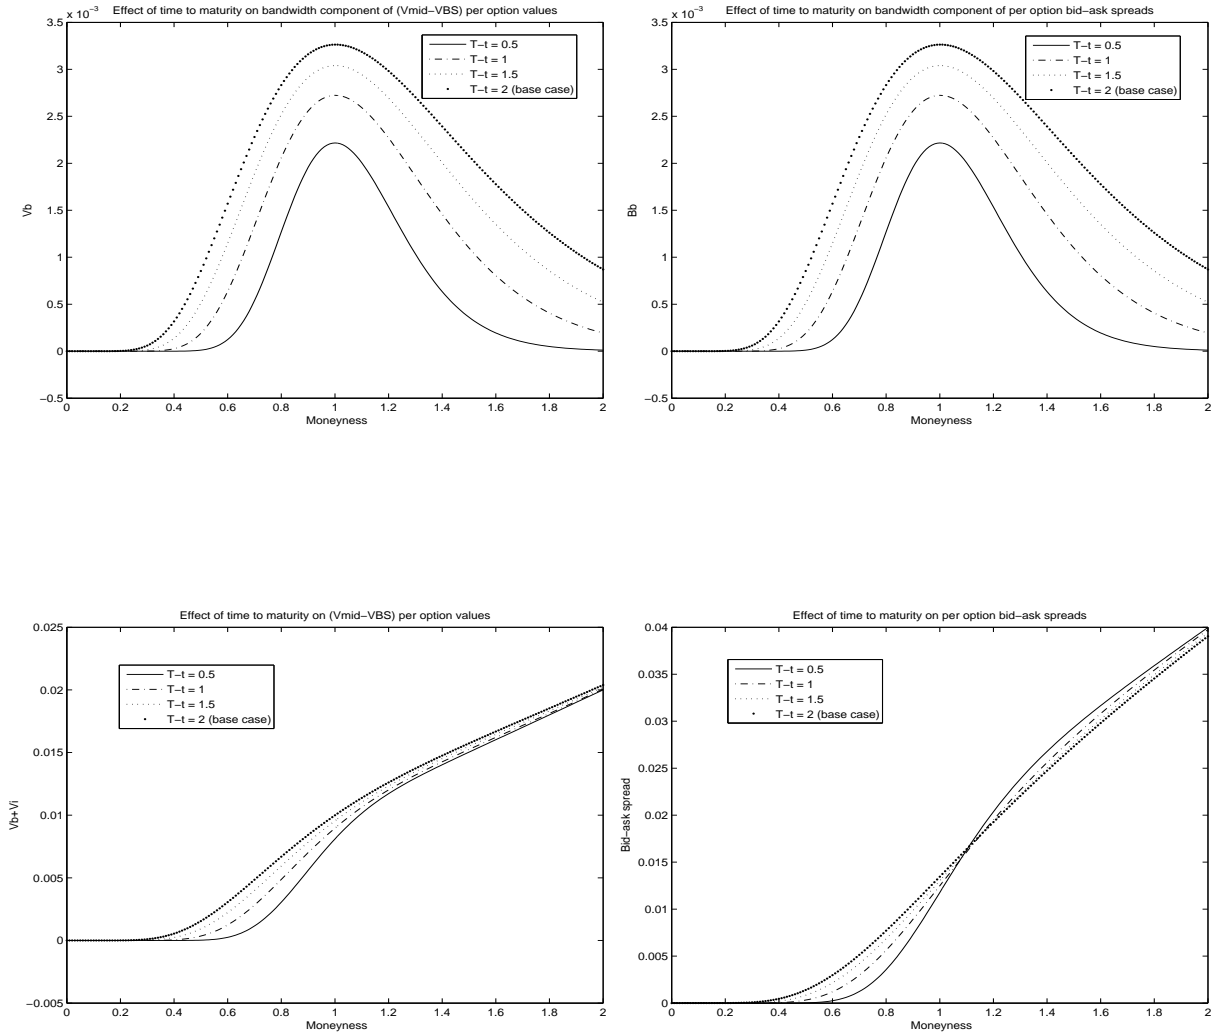 Effect of time to maturity on bandwidth component of (Vmid−VBS) per option values
x 10⁻³
3.5
3
2.5
2
1.5
1
0.5
0
−0.5
Vb
T−t = 0.5
T−t = 1
T−t = 1.5
T−t = 2 (base case)
0 0.2 0.4 0.6 0.8 1 1.2 1.4 1.6 1.8 2
Moneyness
Effect of time to maturity on bandwidth component of per option bid−ask spreads
x 10⁻³
3.5
3
2.5
2
1.5
1
0.5
0
−0.5
Bb
T−t = 0.5
T−t = 1
T−t = 1.5
T−t = 2 (base case)
0 0.2 0.4 0.6 0.8 1 1.2 1.4 1.6 1.8 2
Moneyness
Effect of time to maturity on (Vmid−VBS) per option values
0.025
0.02
0.015
0.01
0.005
0
−0.005
Vb+Vi
T−t = 0.5
T−t = 1
T−t = 1.5
T−t = 2 (base case)
0 0.2 0.4 0.6 0.8 1 1.2 1.4 1.6 1.8 2
Moneyness
Effect of time to maturity on per option bid−ask spreads
0.04
0.035
0.03
0.025
0.02
0.015
0.01
0.005
0
Bid−ask spread
T−t = 0.5
T−t = 1
T−t = 1.5
T−t = 2 (base case)
0 0.2 0.4 0.6 0.8 1 1.2 1.4 1.6 1.8 2
Moneyness